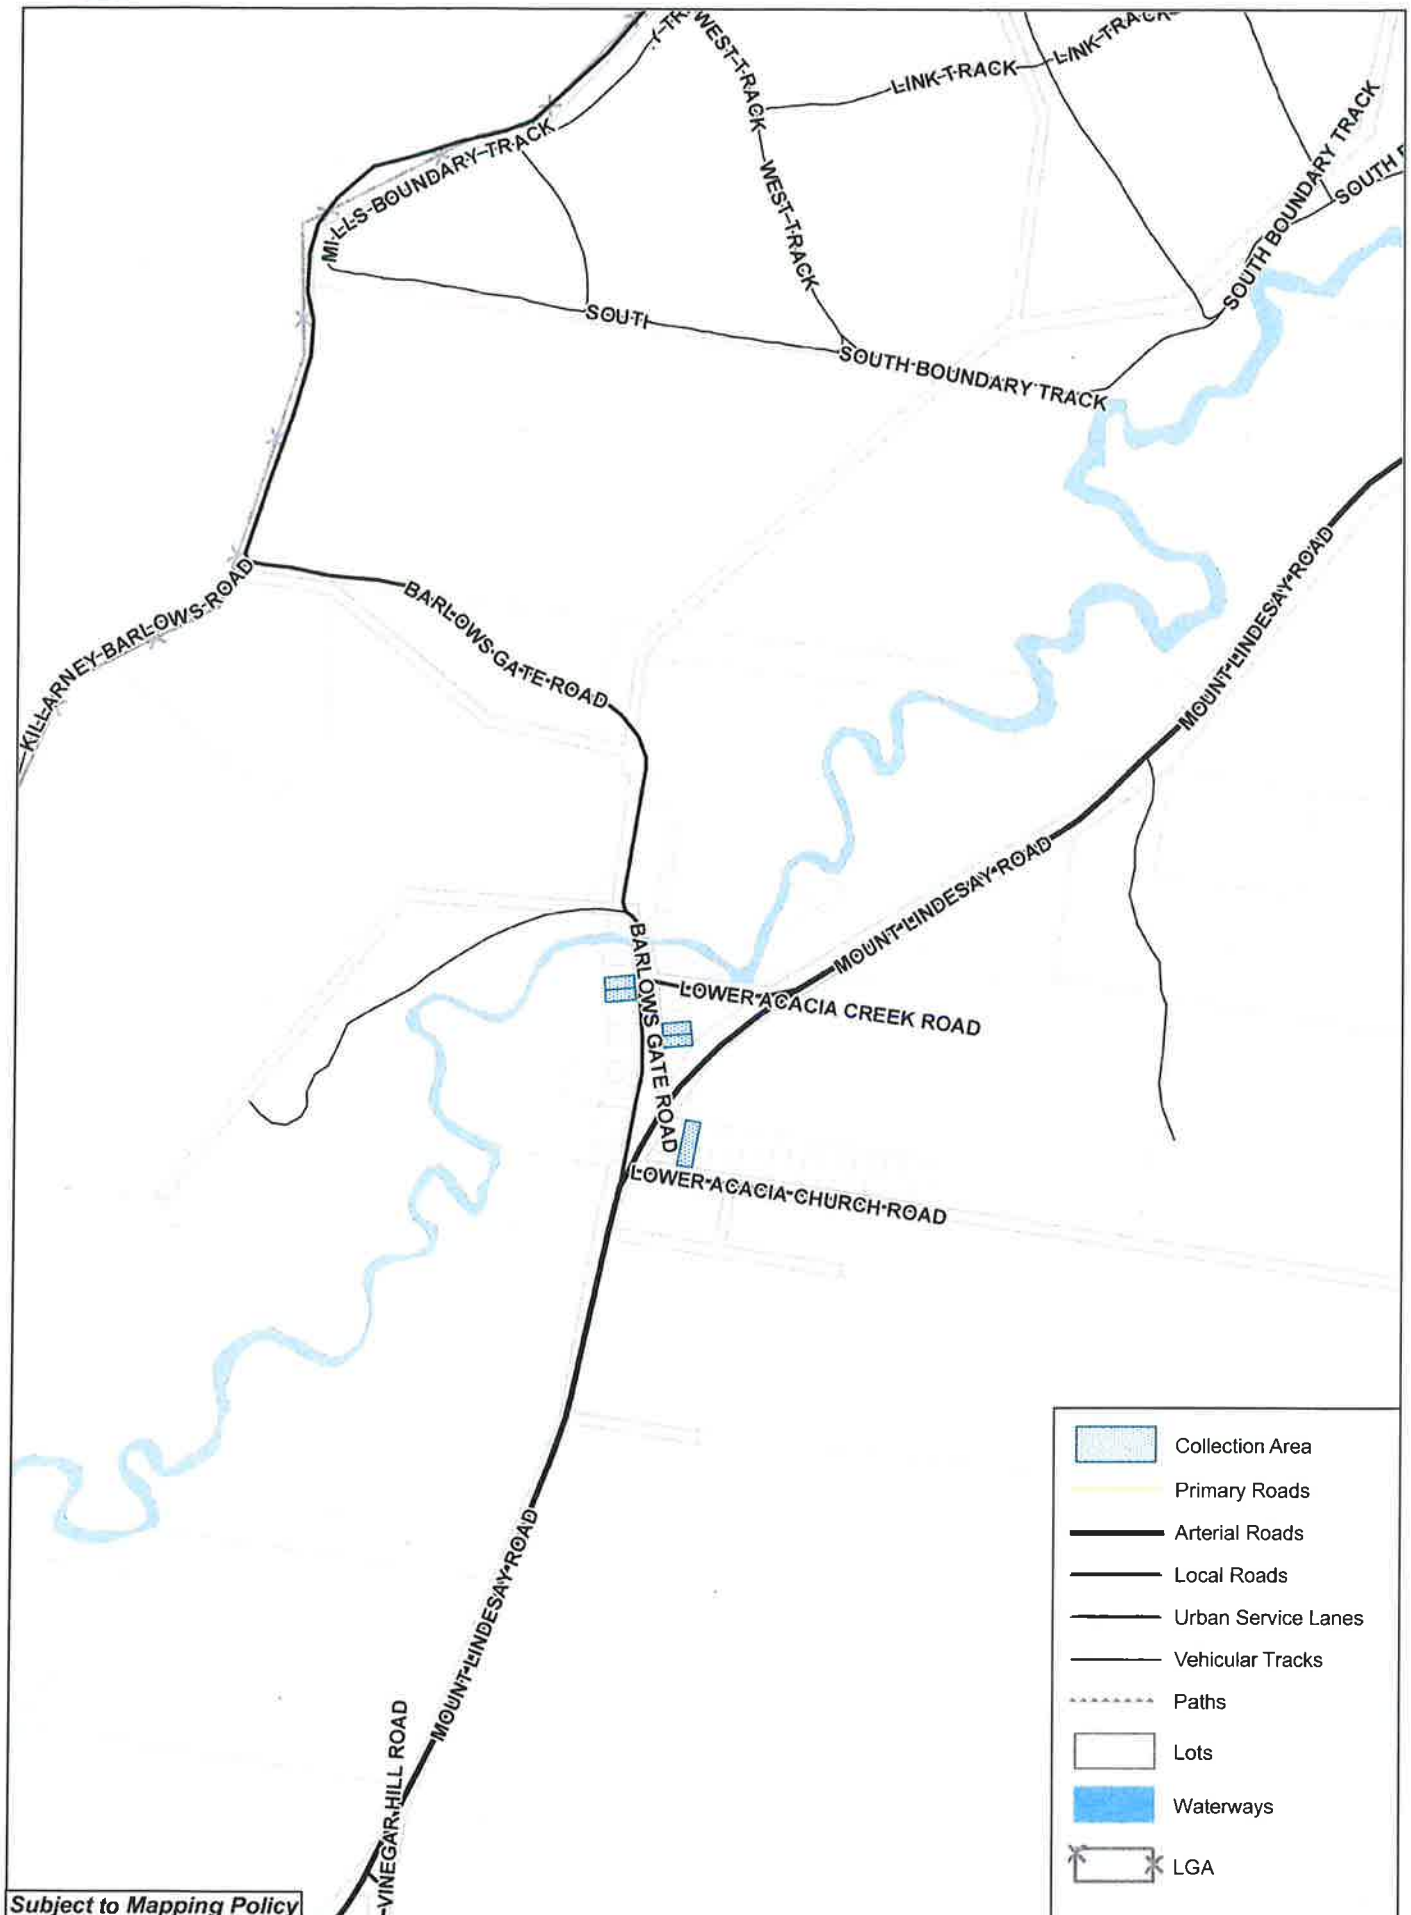 WEST TRACK
LINK TRACK
LINK TRACK
MILLS BOUNDARY TRACK
WEST TRACK
SOUTH BOUNDARY TRACK
SOUTH BOUNDARY TRACK
KILLARNEY BARLOWS ROAD
BARLOWS GATE ROAD
MOUNT LINDESAY ROAD
MOUNT LINDESAY ROAD
BARLOWS GATE ROAD
LOWER ACACIA CREEK ROAD
LOWER ACACIA CHURCH ROAD
MOUNT LINDESAY ROAD
VINEGAR HILL ROAD
Collection Area
Primary Roads
Arterial Roads
Local Roads
Urban Service Lanes
Vehicular Tracks
Paths
Lots
Waterways
LGA
Subject to Mapping Policy